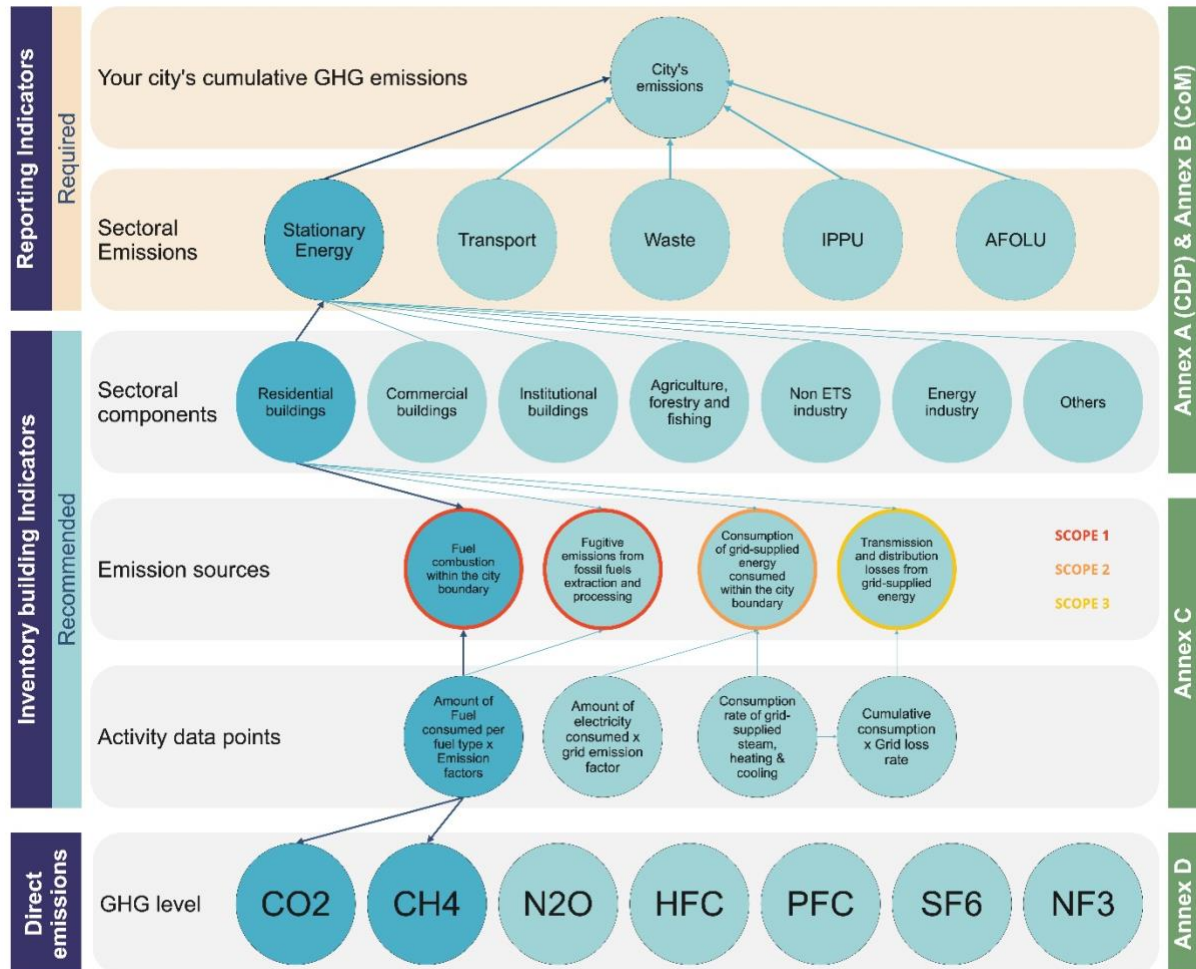 Reporting Indicators
Required
Your city's cumulative GHG emissions
City's
emissions
Sectoral
Emissions
Stationary
Energy
Transport
Waste
IPPU
AFOLU
Annex A (CDP) & Annex B (CoM)
Inventory building Indicators
Recommended
Sectoral
components
Residential
buildings
Commercial
buildings
Institutional
buildings
Agriculture,
forestry and
fishing
Non ETS
industry
Energy
industry
Others
Emission sources
Fuel
combustion
within the city
boundary
Fugitive
emissions from
fossil fuels
extraction and
processing
Consumption
of grid-supplied
energy
consumed
within the city
boundary
Transmission
and distribution
losses from
grid-supplied
energy
SCOPE 1
SCOPE 2
SCOPE 3
Annex C
Activity data points
Amount of
Fuel
consumed per
fuel type x
Emission
factors
Amount of
electricity
consumed x
grid emission
factor
Consumption
rate of grid-
supplied
steam,
heating &
cooling
Cumulative
consumption
x Grid loss
rate
Direct
emissions
GHG level
CO2
CH4
N2O
HFC
PFC
SF6
NF3
Annex D